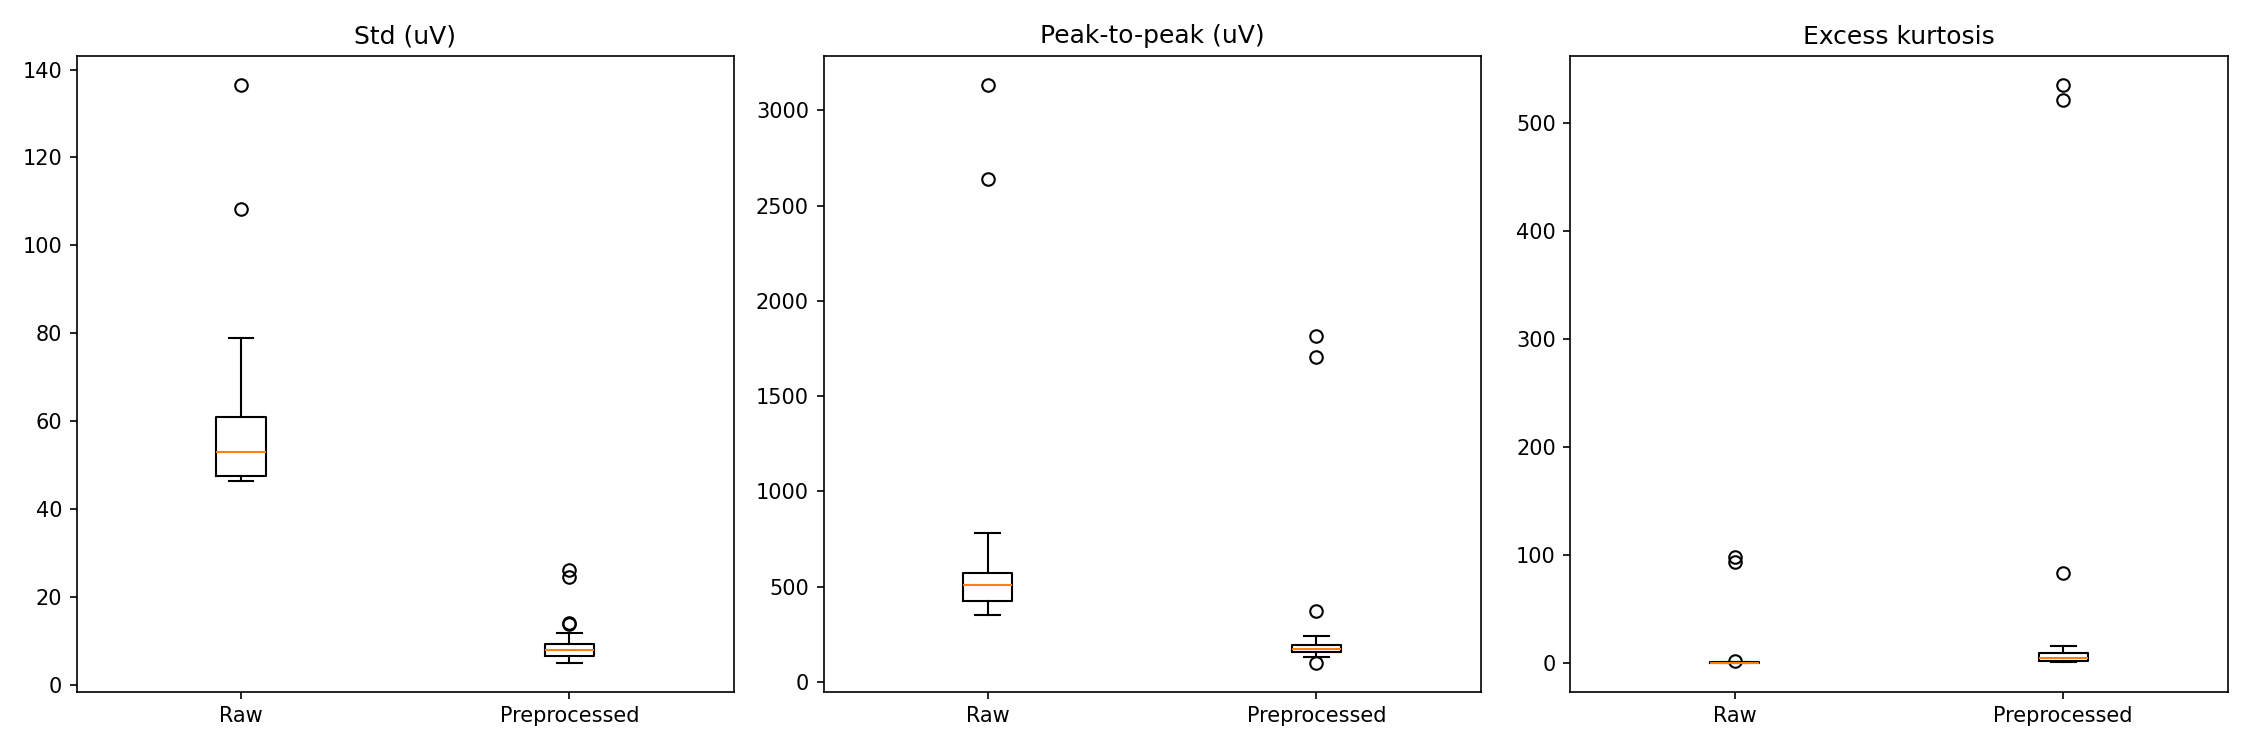 Std (uV)
140
120
100
80
60
40
20
0
Raw
Preprocessed
Peak-to-peak (uV)
3000
2500
2000
1500
1000
500
0
Raw
Preprocessed
Excess kurtosis
500
400
300
200
100
0
Raw
Preprocessed